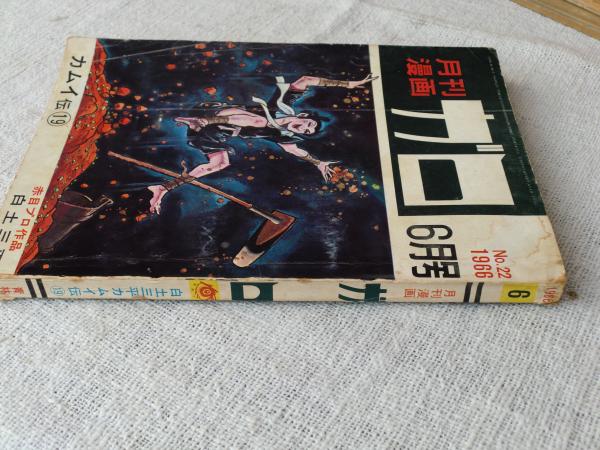 月刊
漫画
ガロ
6月号
No.22
1966
カムイ伝⑲
赤目プロ作品
白土三平
1966
6
月刊漫画
ガロ
白土三平カムイ伝⑲